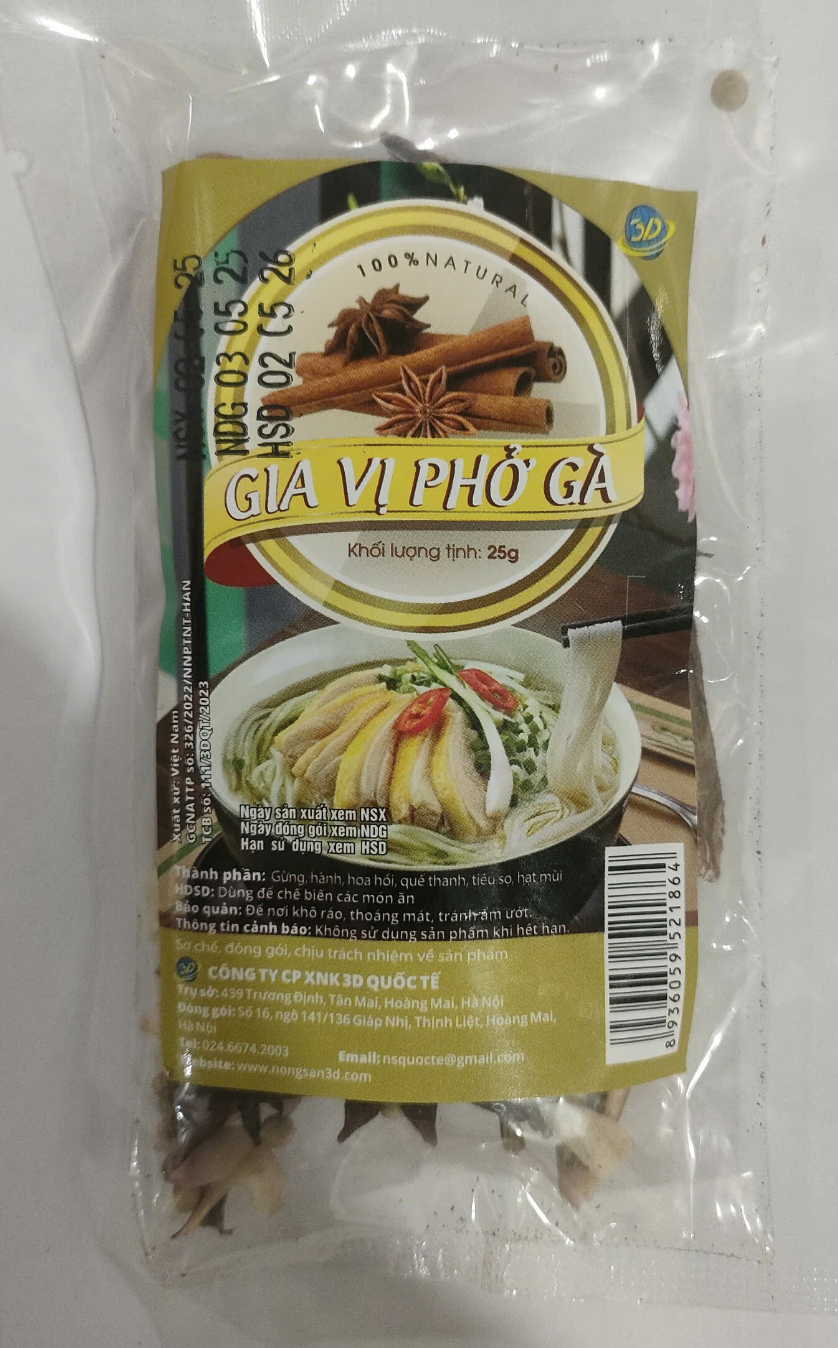 3D
100% NATURAL
GIA VỊ PHỞ GÀ
Khối lượng tịnh: 25g
NSX 02 05 25
NDG 03 05 25
HSD 02 05 26
Xuất xứ: Việt Nam
GCNATTP số: 326/2022/NNPTNT-HAN
TCB số: 111/3DQT/2023
Ngày sản xuất xem NSX
Ngày đóng gói xem NDG
Hạn sử dụng xem HSD
Thành phần: Gừng, hành, hoa hồi, quế thanh, tiêu sọ, hạt mùi
HDSD: Dùng để chế biến các món ăn
Bảo quản: Để nơi khô ráo, thoáng mát, tránh ẩm ướt.
Thông tin cảnh báo: Không sử dụng sản phẩm khi hết hạn.
Sơ chế, đóng gói, chịu trách nhiệm về sản phẩm
3D CÔNG TY CP XNK 3D QUỐC TẾ
Trụ sở: 439 Trương Định, Tân Mai, Hoàng Mai, Hà Nội
Đóng gói: Số 16, ngõ 141/136 Giáp Nhị, Thịnh Liệt, Hoàng Mai,
Hà Nội
Tel: 024.6674.2003 Email: nsquocte@gmail.com
Website: www.nongsan3d.com
8936059521864